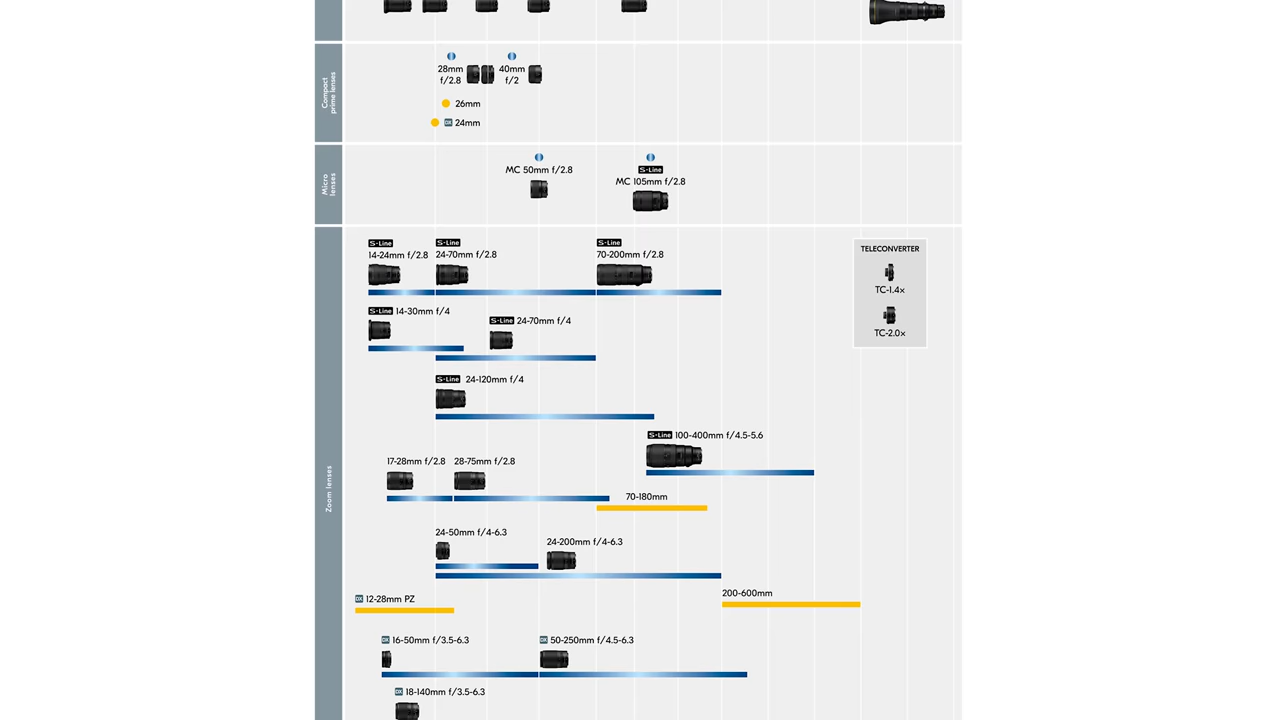 Compact
prime lenses
28mm
f/2.8
40mm
f/2
26mm
DX 24mm
Micro
lenses
MC 50mm f/2.8
S-Line
MC 105mm f/2.8
Zoom lenses
S-Line
14-24mm f/2.8
S-Line
24-70mm f/2.8
S-Line
70-200mm f/2.8
TELECONVERTER
TC-1.4×
TC-2.0×
S-Line 14-30mm f/4
S-Line 24-70mm f/4
S-Line 24-120mm f/4
S-Line 100-400mm f/4.5-5.6
17-28mm f/2.8
28-75mm f/2.8
70-180mm
24-50mm f/4-6.3
24-200mm f/4-6.3
200-600mm
DX 12-28mm PZ
DX 16-50mm f/3.5-6.3
DX 50-250mm f/4.5-6.3
DX 18-140mm f/3.5-6.3